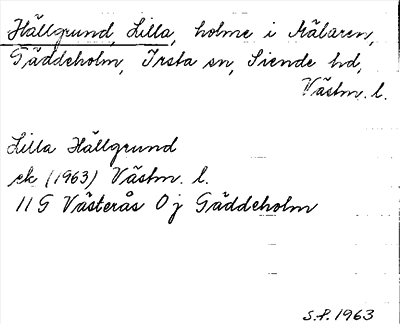 Hällgrund, Lilla, holme i Mälaren,
Gäddeholm, Irsta sn, Siende hd,
Västm. l.
Lilla Hällgrund
ek (1963) Västm. l.
11 G Västerås 0 j Gäddeholm
S.P. 1963